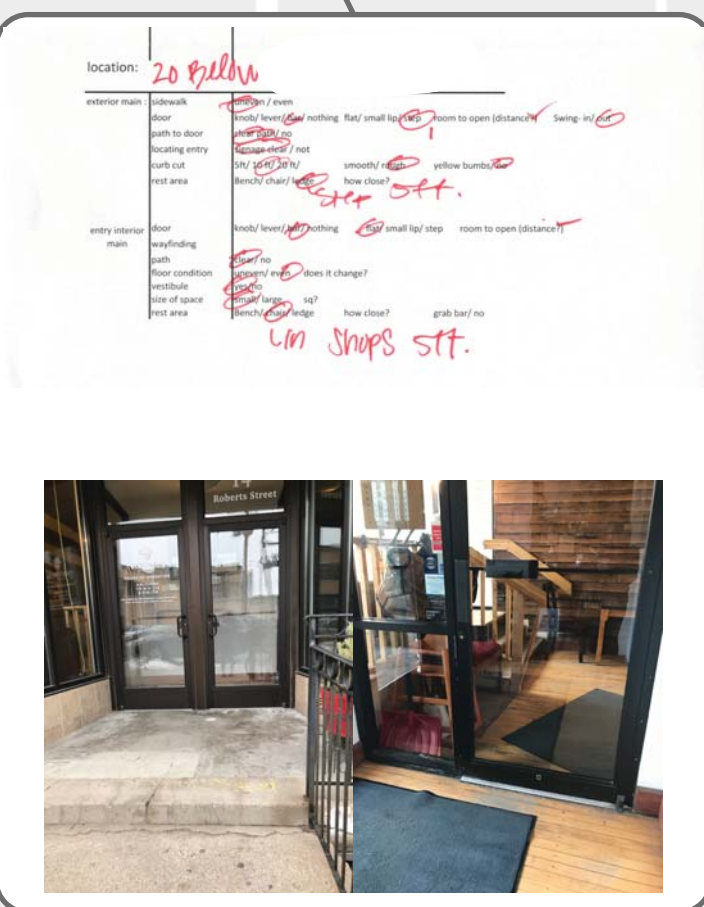 location: 20 Below
exterior main : sidewalk uneven / even
door knob/ lever/ bar/ nothing flat/ small lip/ step room to open (distance?) Swing- in/ out
1
path to door clear path/ no
locating entry signage clear / not
curb cut 5ft/ 10 ft/ 20 ft/ smooth/ rough yellow bumbs/ no
rest area Bench/ chair/ ledge how close?
step 5ft.
entry interior main door knob/ lever/ bar/ nothing flat/ small lip/ step room to open (distance?)
wayfinding
path clear/ no
floor condition uneven/ even does it change?
vestibule yes/no
size of space small/ large sq?
rest area Bench/ chair/ ledge how close? grab bar/ no
in shops 5ft.
14
Roberts Street